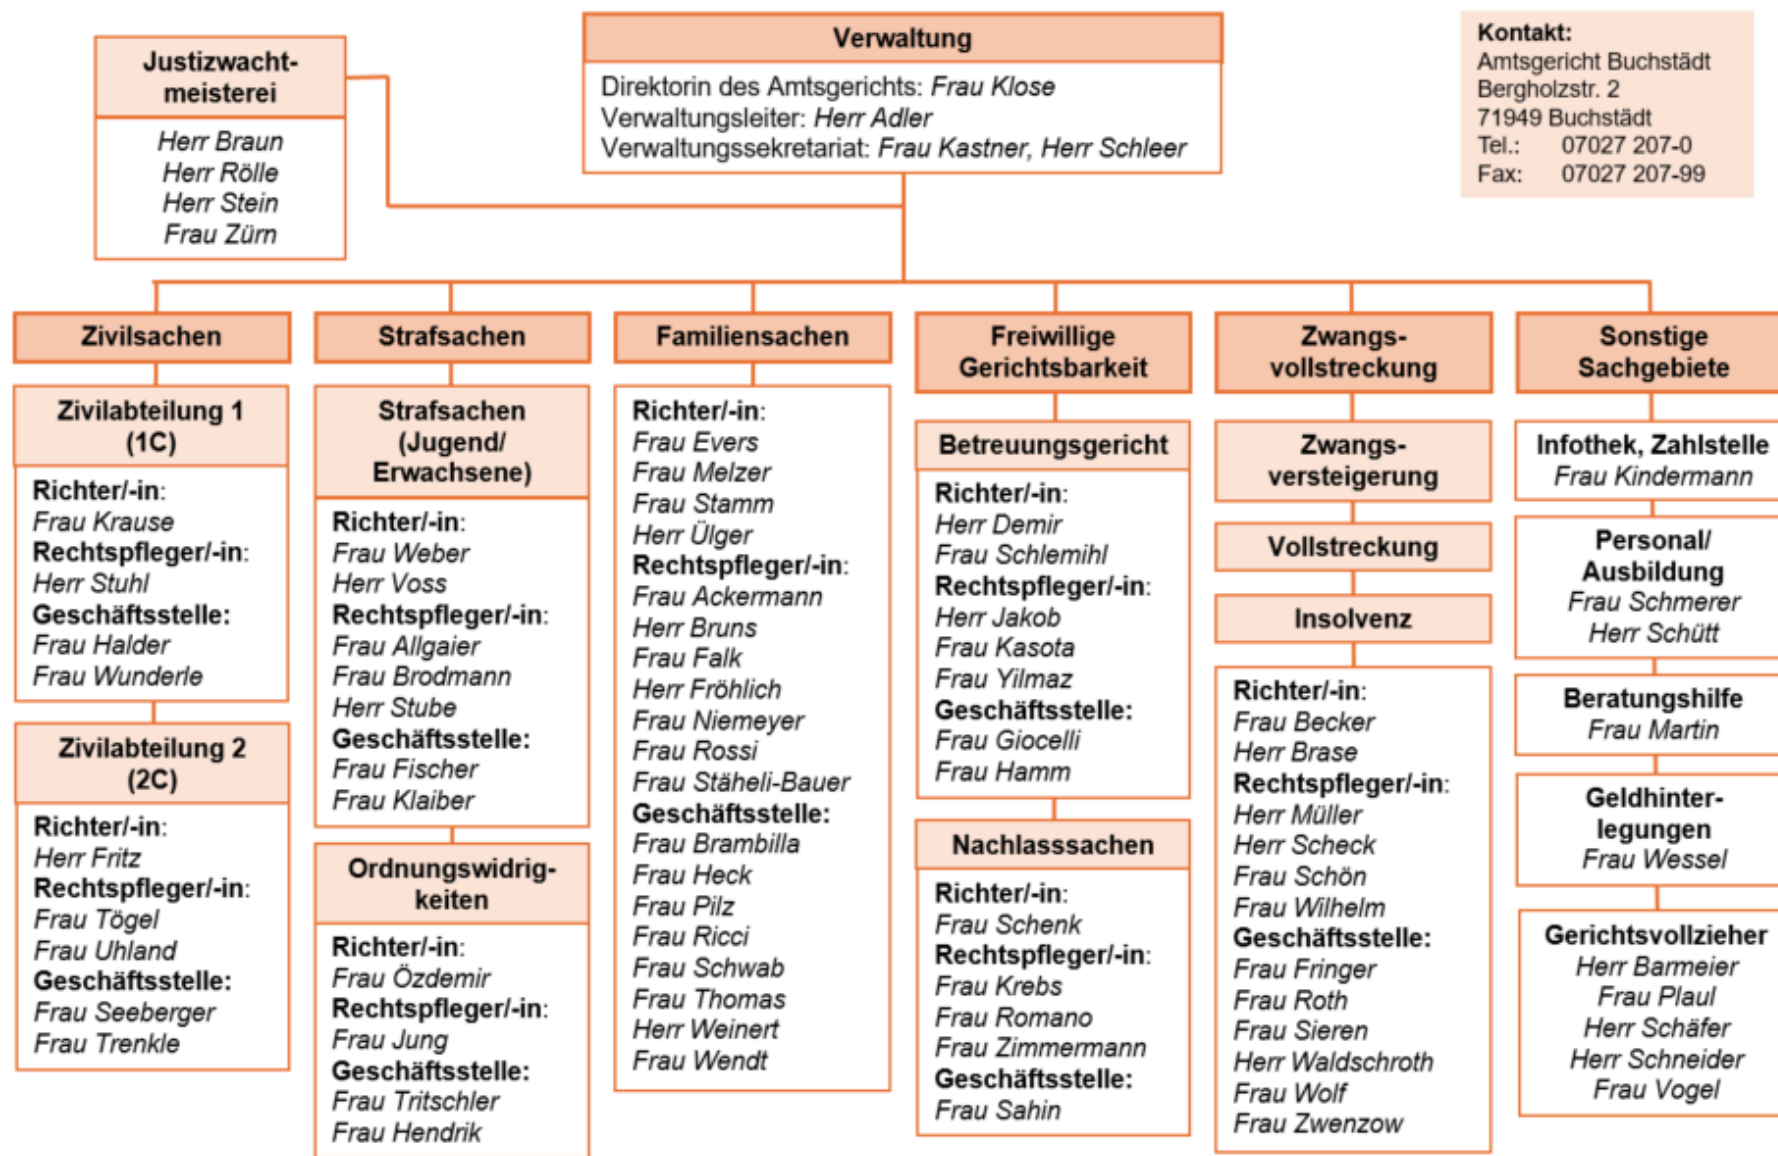 Justizwacht-
meisterei
Herr Braun
Herr Rölle
Herr Stein
Frau Zürn
Verwaltung
Direktorin des Amtsgerichts: Frau Klose
Verwaltungsleiter: Herr Adler
Verwaltungssekretariat: Frau Kastner, Herr Schleer
Kontakt:
Amtsgericht Buchstädt
Bergholzstr. 2
71949 Buchstädt
Tel.: 07027 207-0
Fax: 07027 207-99
Zivilsachen
Zivilabteilung 1
(1C)
Richter/-in:
Frau Krause
Rechtspfleger/-in:
Herr Stuhl
Geschäftsstelle:
Frau Halder
Frau Wunderle
Zivilabteilung 2
(2C)
Richter/-in:
Herr Fritz
Rechtspfleger/-in:
Frau Tögel
Frau Uhland
Geschäftsstelle:
Frau Seeberger
Frau Trenkle
Strafsachen
Strafsachen
(Jugend/
Erwachsene)
Richter/-in:
Frau Weber
Herr Voss
Rechtspfleger/-in:
Frau Allgaier
Frau Brodmann
Herr Stube
Geschäftsstelle:
Frau Fischer
Frau Klaiber
Ordnungswidrig-
keiten
Richter/-in:
Frau Özdemir
Rechtspfleger/-in:
Frau Jung
Geschäftsstelle:
Frau Tritschler
Frau Hendrik
Familiensachen
Richter/-in:
Frau Evers
Frau Melzer
Frau Stamm
Herr Ülger
Rechtspfleger/-in:
Frau Ackermann
Herr Bruns
Frau Falk
Herr Fröhlich
Frau Niemeyer
Frau Rossi
Frau Stäheli-Bauer
Geschäftsstelle:
Frau Brambilla
Frau Heck
Frau Pilz
Frau Ricci
Frau Schwab
Frau Thomas
Herr Weinert
Frau Wendt
Freiwillige
Gerichtsbarkeit
Betreuungsgericht
Richter/-in:
Herr Demir
Frau Schlemihl
Rechtspfleger/-in:
Herr Jakob
Frau Kasota
Frau Yilmaz
Geschäftsstelle:
Frau Giocelli
Frau Hamm
Nachlasssachen
Richter/-in:
Frau Schenk
Rechtspfleger/-in:
Frau Krebs
Frau Romano
Frau Zimmermann
Geschäftsstelle:
Frau Sahin
Zwangs-
vollstreckung
Zwangs-
versteigerung
Vollstreckung
Insolvenz
Richter/-in:
Frau Becker
Herr Brase
Rechtspfleger/-in:
Herr Müller
Herr Scheck
Frau Schön
Frau Wilhelm
Geschäftsstelle:
Frau Fringer
Frau Roth
Frau Sieren
Herr Waldschroth
Frau Wolf
Frau Zwenzow
Sonstige
Sachgebiete
Infothek, Zahlstelle
Frau Kindermann
Personal/
Ausbildung
Frau Schmerer
Herr Schütt
Beratungshilfe
Frau Martin
Geldhinter-
legungen
Frau Wessel
Gerichtsvollzieher
Herr Barmeier
Frau Plaul
Herr Schäfer
Herr Schneider
Frau Vogel